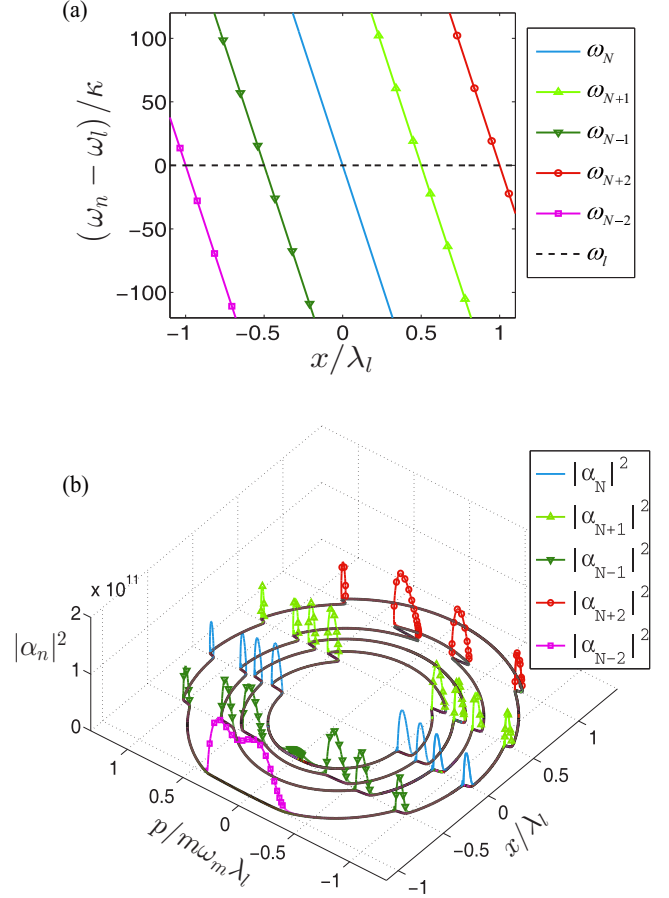 (a)
(ω_n − ω_l)/κ
100
50
0
−50
−100
−1
−0.5
0
0.5
1
x/λ_l
ω_N
ω_{N+1}
ω_{N−1}
ω_{N+2}
ω_{N−2}
ω_l
(b)
x 10^11
2
1
0
|α_n|^2
1
0.5
0
−0.5
−1
p/mω_mλ_l
−1
−0.5
0
0.5
1
x/λ_l
|α_N|^2
|α_{N+1}|^2
|α_{N−1}|^2
|α_{N+2}|^2
|α_{N−2}|^2